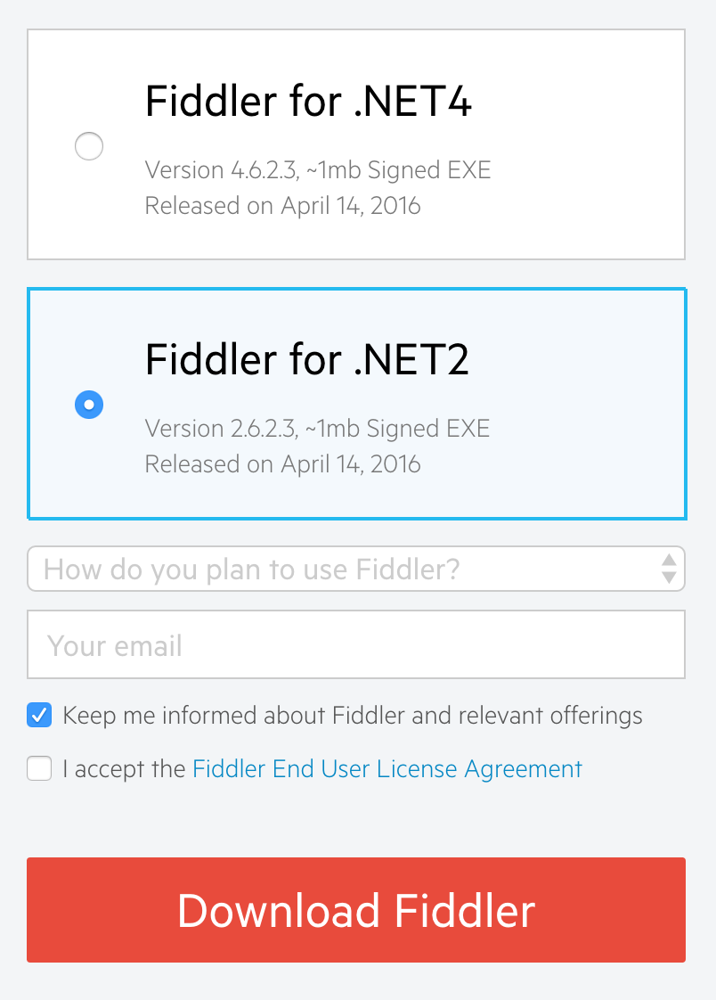 Fiddler for .NET4
Version 4.6.2.3, ~1mb Signed EXE
Released on April 14, 2016
Fiddler for .NET2
Version 2.6.2.3, ~1mb Signed EXE
Released on April 14, 2016
How do you plan to use Fiddler?
Your email
Keep me informed about Fiddler and relevant offerings
I accept the Fiddler End User License Agreement
Download Fiddler